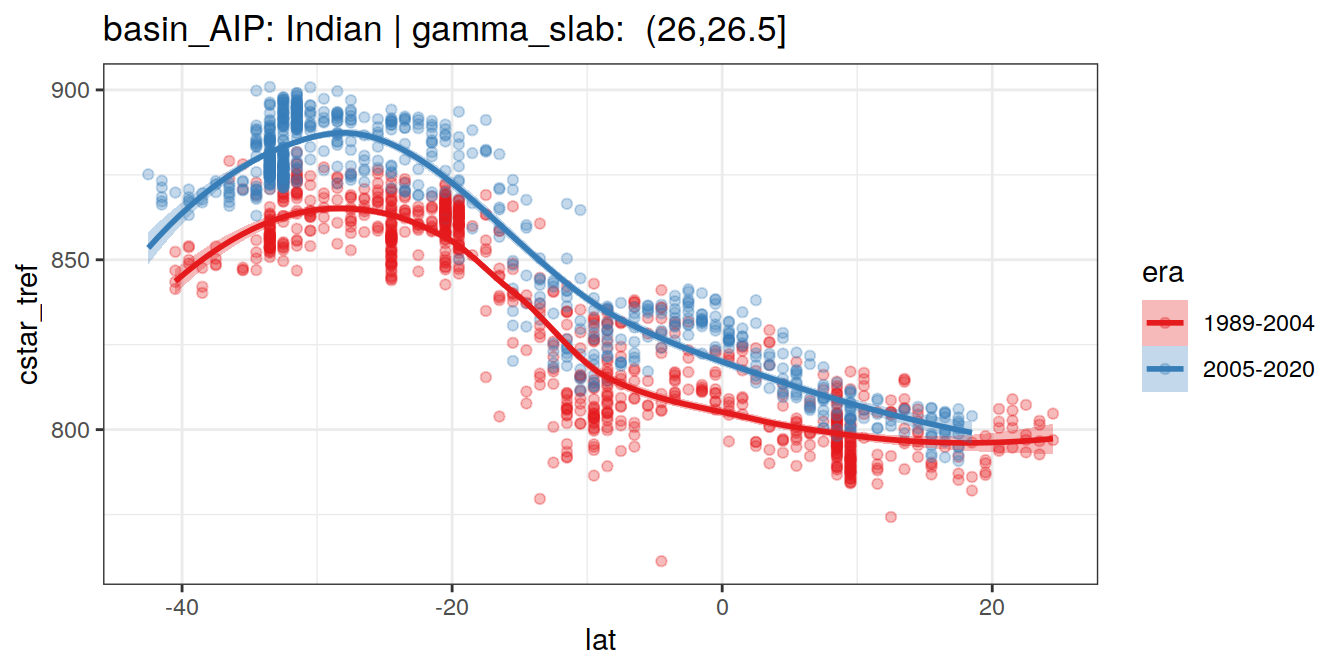 basin_AIP: Indian | gamma_slab:  (26,26.5]
900
850
800
cstar_tref
-40
-20
0
20
lat
era
1989-2004
2005-2020